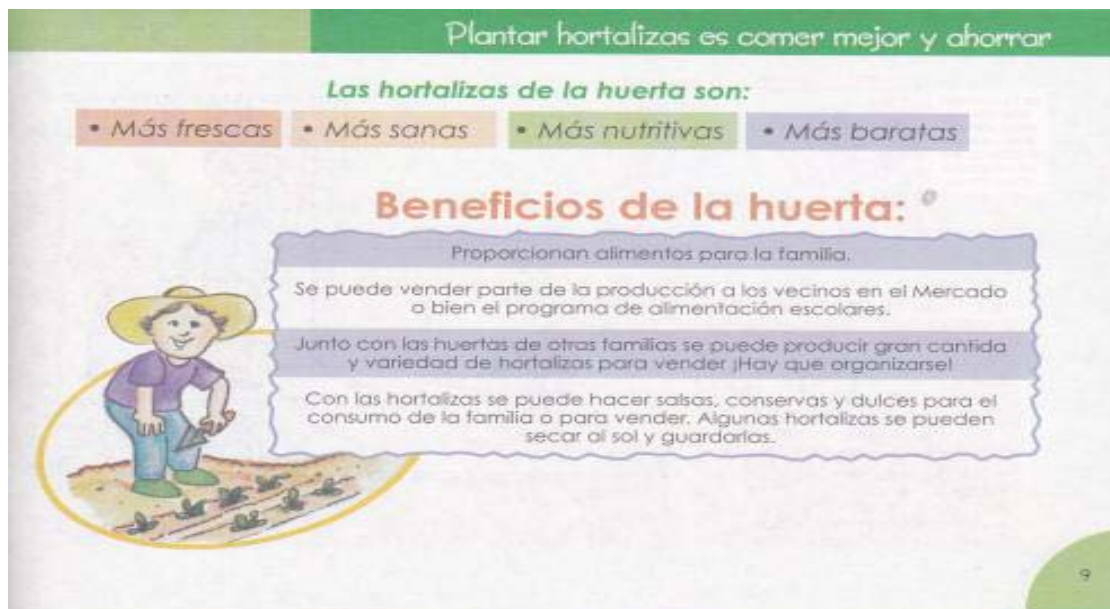 Plantar hortalizas es comer mejor y ahorrar
Las hortalizas de la huerta son:
• Más frescas • Más sanas • Más nutritivas • Más baratas
Beneficios de la huerta:
Proporcionan alimentos para la familia.
Se puede vender parte de la producción a los vecinos en el Mercado
o bien el programa de alimentación escolares.
Junto con las huertas de otras familias se puede producir gran cantida
y variedad de hortalizas para vender ¡Hay que organizarse!
Con las hortalizas se puede hacer salsas, conservas y dulces para el
consumo de la familia o para vender. Algunas hortalizas se pueden
secar al sol y guardarlas.
9